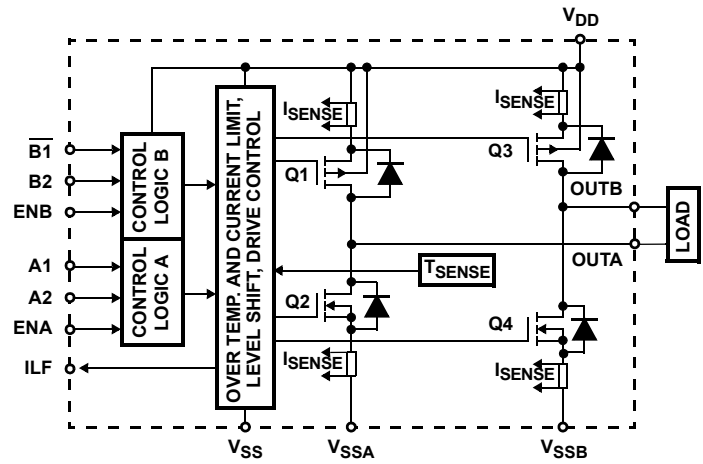 VDD
ISENSE
ISENSE
B1
B2
ENB
CONTROL
LOGIC B
A1
A2
ENA
CONTROL
LOGIC A
ILF
OVER TEMP. AND CURRENT LIMIT,
LEVEL SHIFT, DRIVE CONTROL
Q1
Q3
OUTB
LOAD
OUTA
TSENSE
Q2
Q4
ISENSE
ISENSE
VSS
VSSA
VSSB